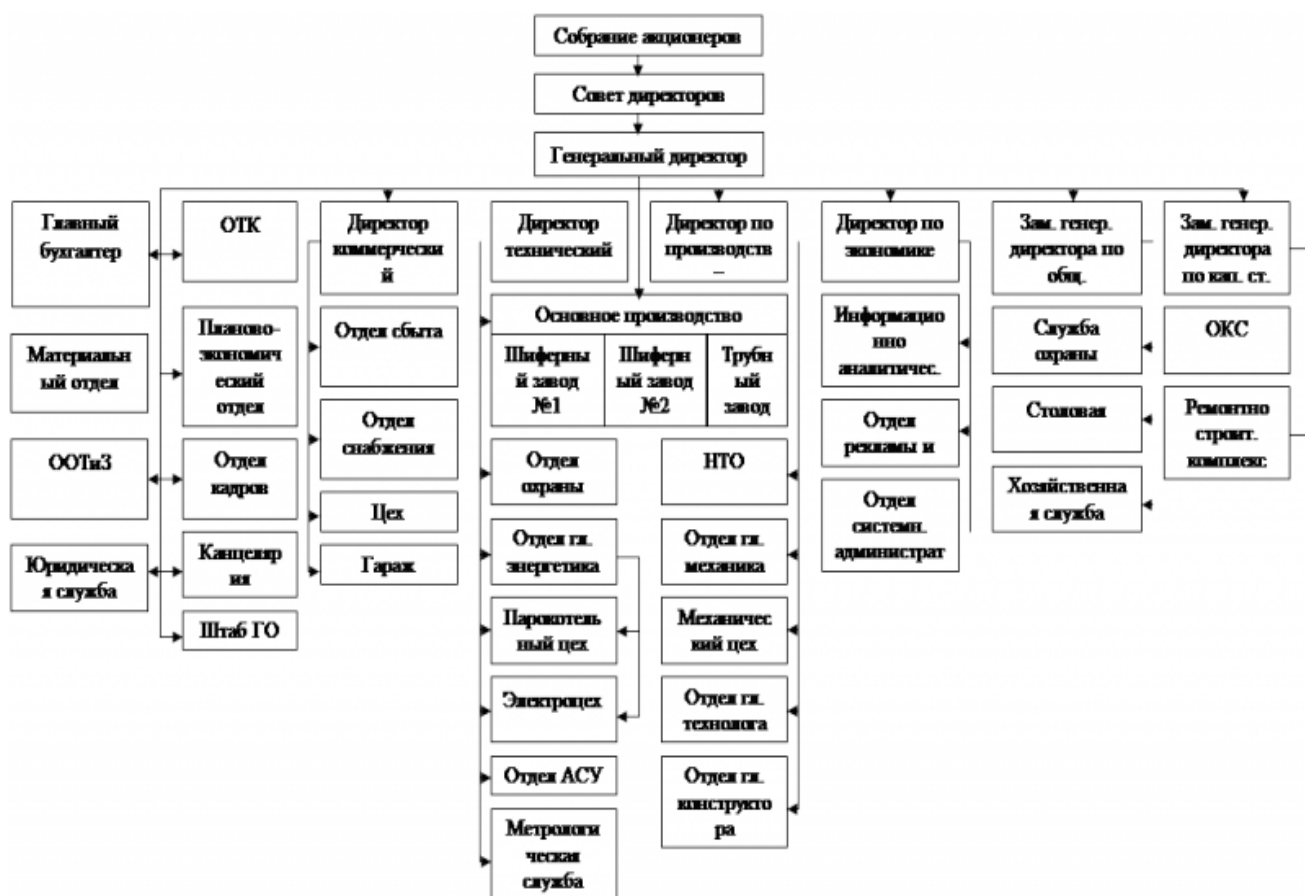 Собрание акционеров
Совет директоров
Генеральный директор
Главный
бухгалтер
ОТК
Директор
коммерчески
й
Директор
технический
Директор по
производств
–
Директор по
экономике
Зам. генер.
директора по
общ.
Зам. генер.
директора
по кап. ст.
Материальн
ый отдел
Планово-
экономич
еский
отдел
Отдел сбыта
Основное производство
Шиферны
й завод
№1
Шиферн
ый завод
№2
Трубн
ый
завод
Информацио
нно
аналитичес.
Служба
охраны
ОКС
Отдел
снабжения
Отдел
рекламы и
Столовая
Ремонтно
строит.
комплекс
ООТиЗ
Отдел
кадров
Отдел
охраны
НТО
Отдел
системн.
администрат
Хозяйственна
я служба
Цех
Юридическа
я служба
Канцеляр
ия
Гараж
Отдел гл.
энергетика
Отдел гл.
механика
Штаб ГО
Парокотель
ный цех
Механичес
кий цех
Электроцех
Отдел гл.
технолога
Отдел АСУ
Отдел гл.
конструкто
ра
Метрологи
ческая
служба